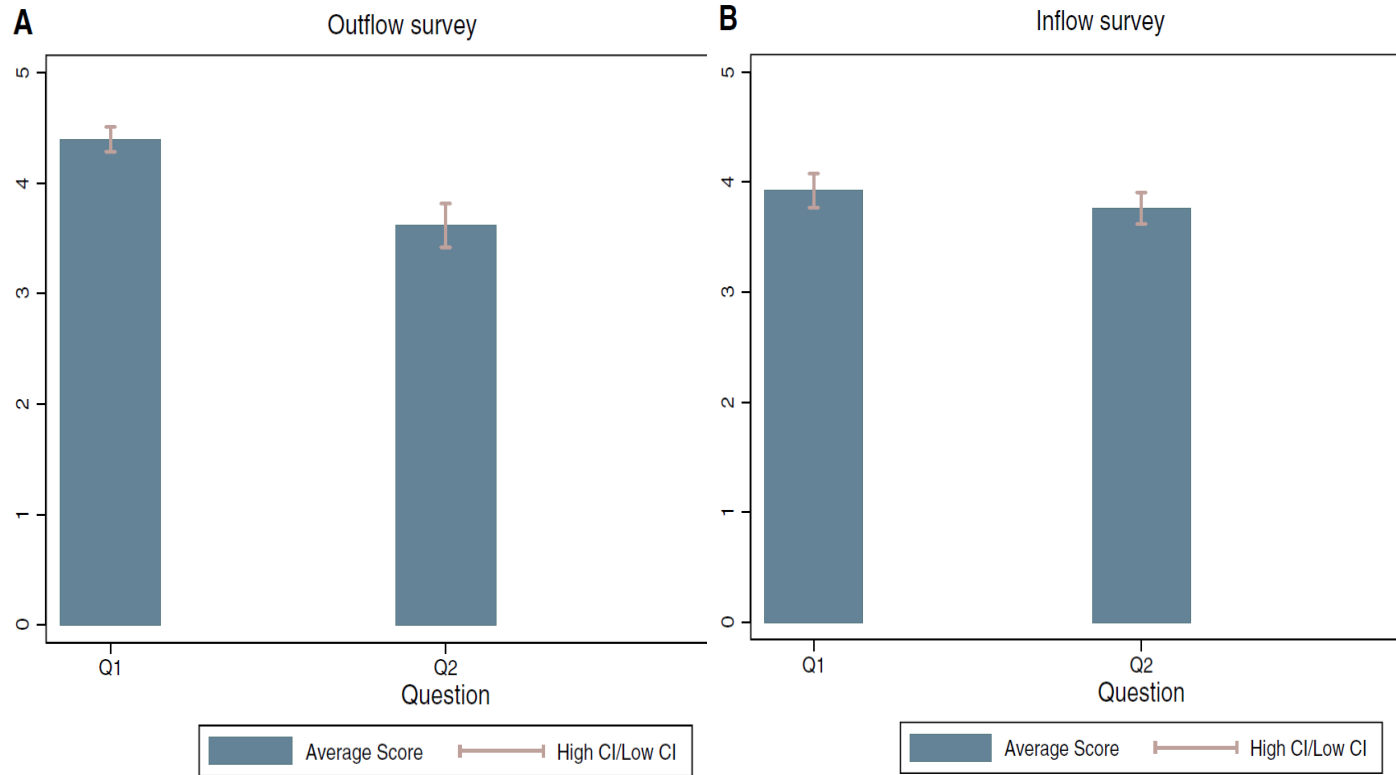 A
Outflow survey
5
4
3
2
1
0
Q1
Q2
Question
Average Score
High CI/Low CI
B
Inflow survey
5
4
3
2
1
0
Q1
Q2
Question
Average Score
High CI/Low CI